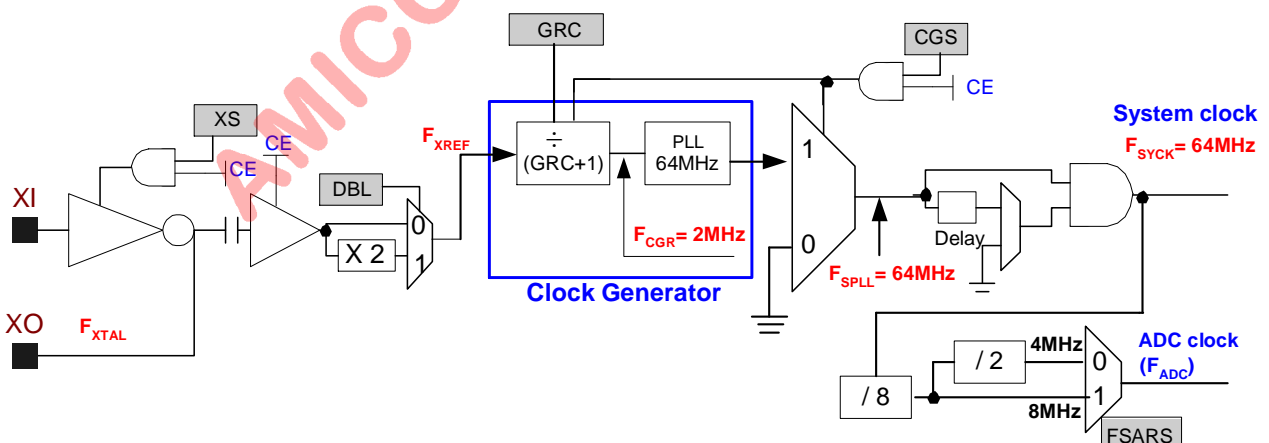 AMICO
GRC
CGS
CE
System clock
F_SYCK= 64MHz
XS
CE
CE
F_XREF
÷
(GRC+1)
PLL
64MHz
1
DBL
XI
0
X 2
1
F_CGR= 2MHz
0
Delay
F_SPLL= 64MHz
Clock Generator
XO
F_XTAL
/ 2
4MHz
0
ADC clock
(F_ADC)
/ 8
8MHz
1
FSARS